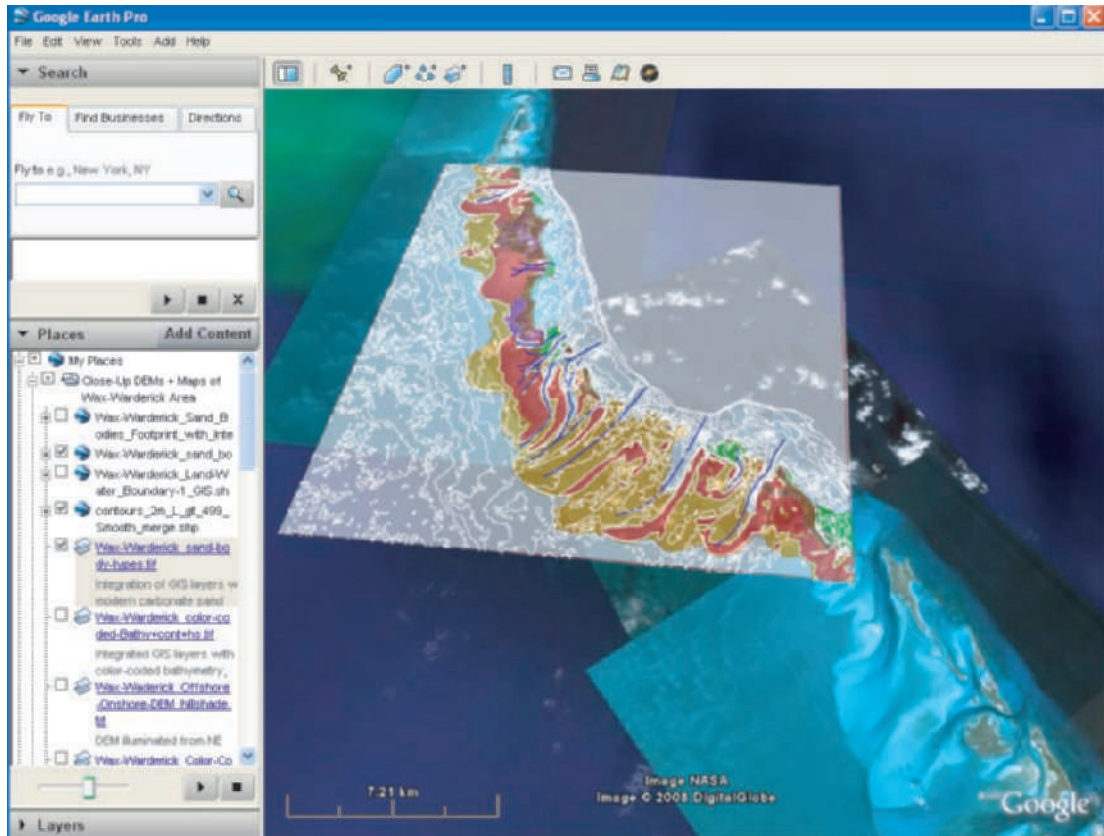 Google Earth Pro
File Edit View Tools Add Help
Search
Fly To Find Businesses Directions
Fly to e.g., New York, NY
Places Add Content
My Places
Close-Up DEMs + Maps of
Wax-Warderick Area
Wax-Warderick_Sand_B
odies_Footprint_with_Inte
Wax-Warderick_sand_bo
Wax-Warderick_Land-W
ater_Boundary-1_GIS.sh
contours_2m_L_gt_499_
Smooth_merge.shp
Wax-Warderick_sand-bo
dy-types.tif
Integration of GIS layers w
modern carbonate sand
Wax-Warderick_color-co
ded-Bathy+cont+hs.tif
Integrated GIS layers with
color-coded bathymetry,
Wax-Waderick_Offshore
-Onshore-DEM_hillshade.
tif
DEM illuminated from NE
Wax-Warderick_Color-Co
Layers
7.21 km
Image NASA
Image © 2008 DigitalGlobe
Google